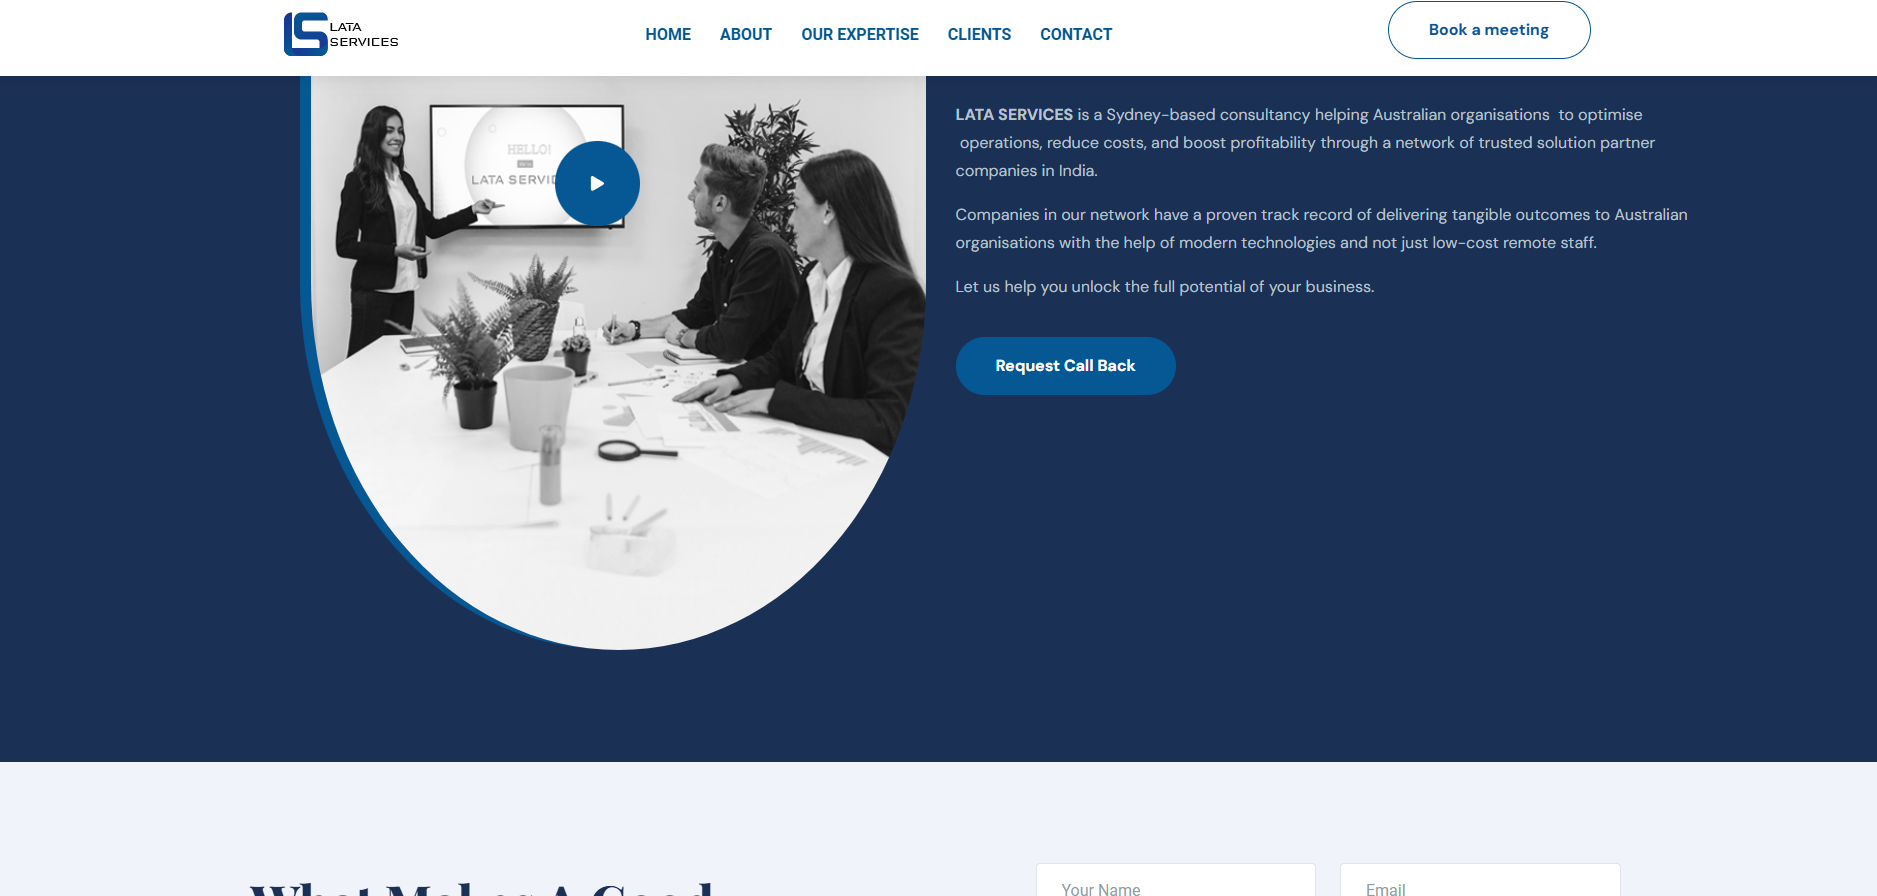 LATA
SERVICES
HOME
ABOUT
OUR EXPERTISE
CLIENTS
CONTACT
Book a meeting
HELLO!
LATA SERVIC
LATA SERVICES is a Sydney-based consultancy helping Australian organisations  to optimise
operations, reduce costs, and boost profitability through a network of trusted solution partner
companies in India.
Companies in our network have a proven track record of delivering tangible outcomes to Australian
organisations with the help of modern technologies and not just low-cost remote staff.
Let us help you unlock the full potential of your business.
Request Call Back
What Makes A Good
Your Name
Email